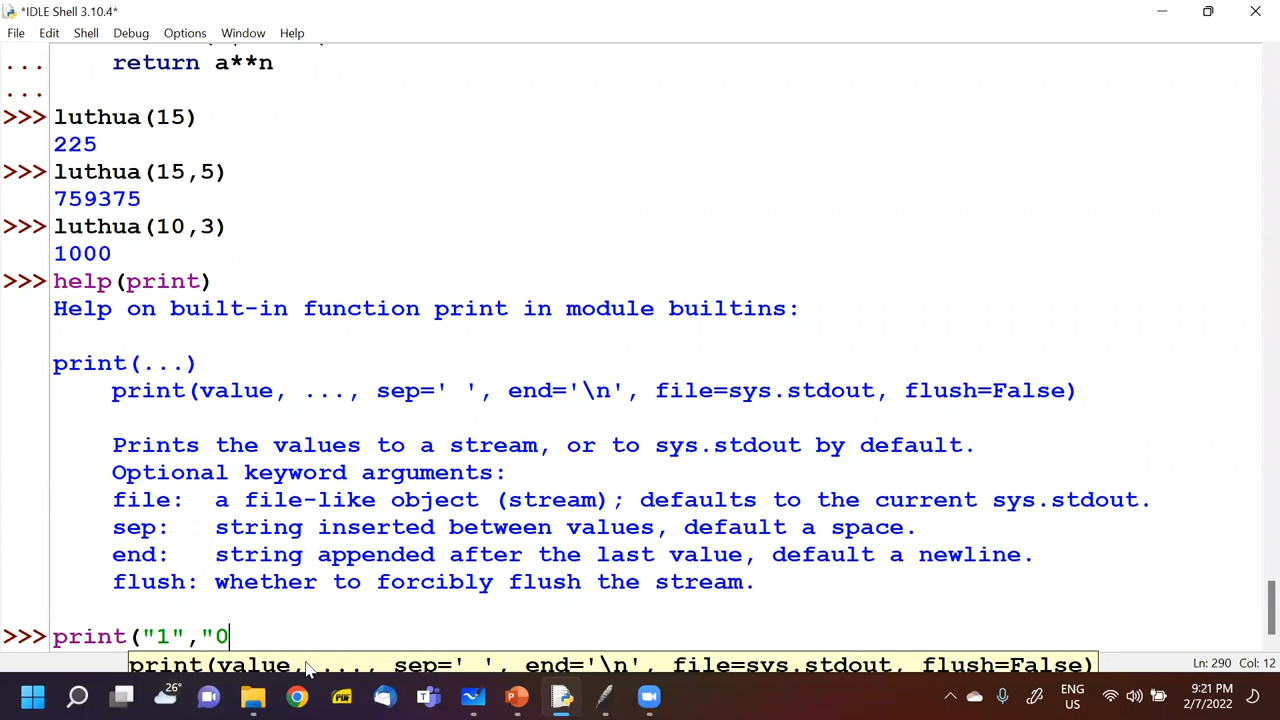 *IDLE Shell 3.10.4*
File Edit Shell Debug Options Window Help
... return a**n
...
>>> luthua(15)
225
>>> luthua(15,5)
759375
>>> luthua(10,3)
1000
>>> help(print)
Help on built-in function print in module builtins:
print(...)
print(value, ..., sep=' ', end='\n', file=sys.stdout, flush=False)
Prints the values to a stream, or to sys.stdout by default.
Optional keyword arguments:
file: a file-like object (stream); defaults to the current sys.stdout.
sep: string inserted between values, default a space.
end: string appended after the last value, default a newline.
flush: whether to forcibly flush the stream.
>>> print("1","0
print(value, ..., sep=' ', end='\n', file=sys.stdout, flush=False)
Ln: 290 Col: 12
26°
PDF
ENG
US
9:21 PM
2/7/2022